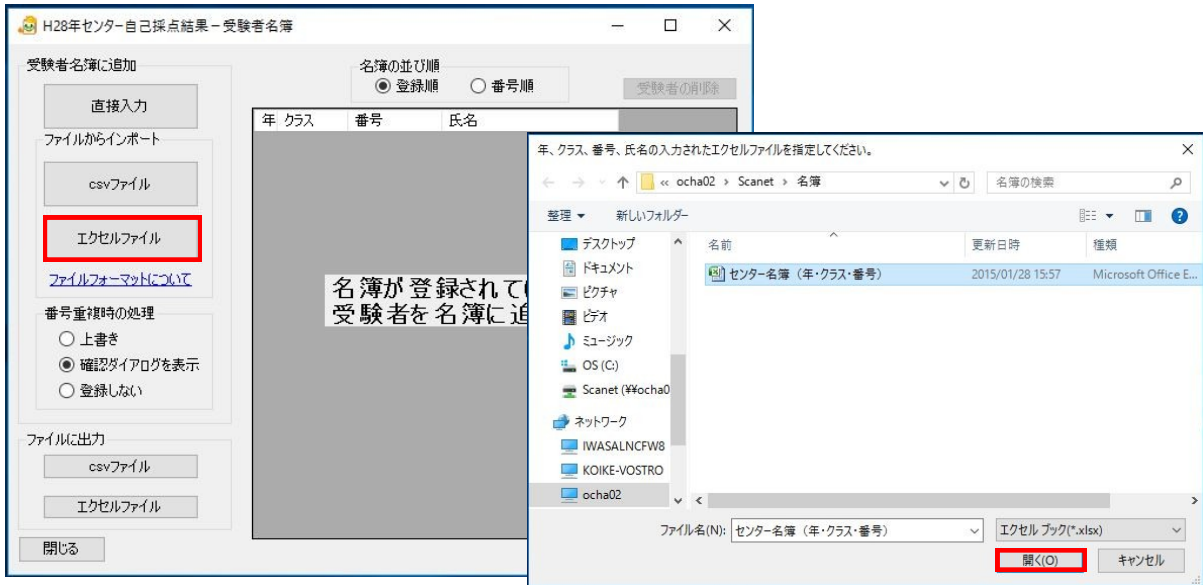 H28年センター自己採点結果－受験者名簿
受験者名簿に追加
直接入力
ファイルからインポート
csvファイル
エクセルファイル
ファイルフォーマットについて
番号重複時の処理
上書き
確認ダイアログを表示
登録しない
ファイルに出力
csvファイル
エクセルファイル
閉じる
名簿の並び順
登録順 番号順
受験者の削除
年 クラス 番号 氏名
名簿が登録されてい
受験者を名簿に追
年、クラス、番号、氏名の入力されたエクセルファイルを指定してください。
« ocha02 › Scanet › 名簿
名簿の検索
整理 新しいフォルダー
デスクトップ
ドキュメント
ピクチャ
ビデオ
ミュージック
OS (C:)
Scanet (¥¥ocha0
ネットワーク
IWASALNCFW8
KOIKE-VOSTRO
ocha02
名前 更新日時 種類
センター名簿（年・クラス・番号） 2015/01/28 15:57 Microsoft Office E...
ファイル名(N): センター名簿（年・クラス・番号） エクセル ブック(*.xlsx)
開く(O) キャンセル